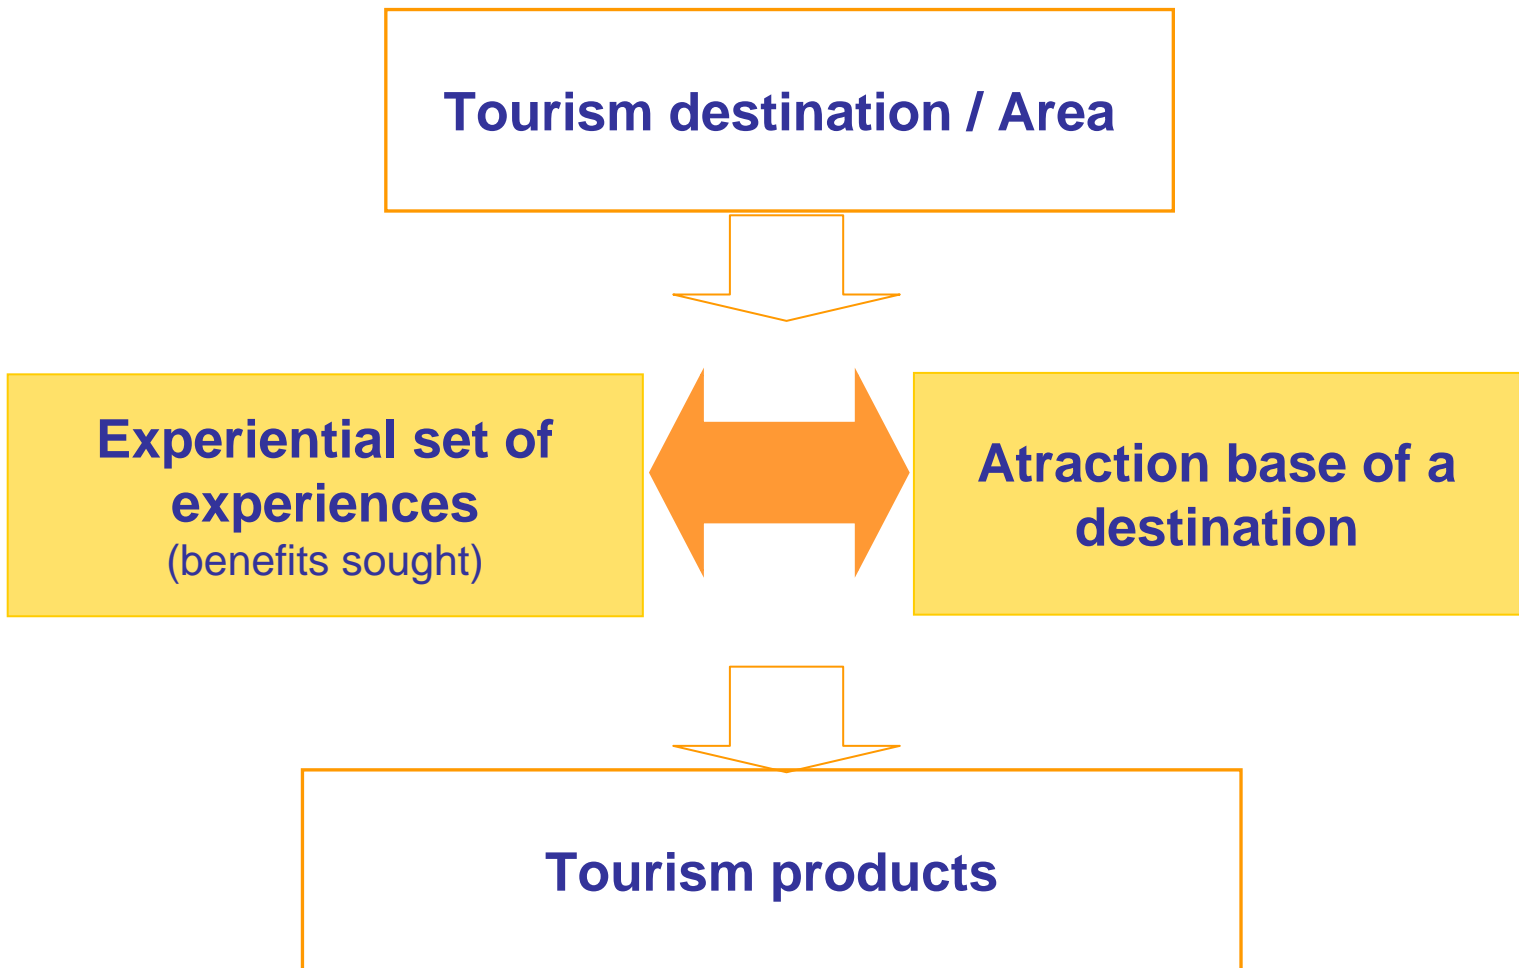 Tourism destination / Area
Experiential set of
experiences
(benefits sought)
Atraction base of a
destination
Tourism products